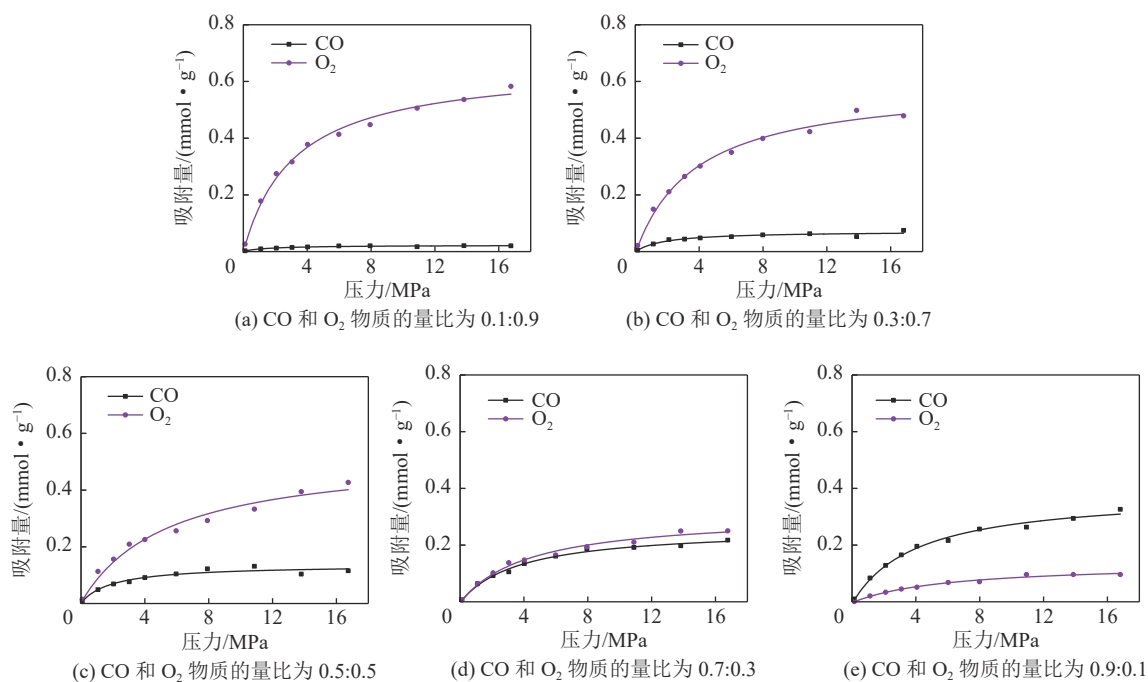 0.8
CO
O₂
0.6
0.4
0.2
0
4
8
12
16
吸附量/(mmol·g⁻¹)
压力/MPa
(a) CO 和 O₂ 物质的量比为 0.1:0.9
0.8
CO
O₂
0.6
0.4
0.2
0
4
8
12
16
吸附量/(mmol·g⁻¹)
压力/MPa
(b) CO 和 O₂ 物质的量比为 0.3:0.7
0.8
CO
O₂
0.6
0.4
0.2
0
4
8
12
16
吸附量/(mmol·g⁻¹)
压力/MPa
(c) CO 和 O₂ 物质的量比为 0.5:0.5
0.8
CO
O₂
0.6
0.4
0.2
0
4
8
12
16
吸附量/(mmol·g⁻¹)
压力/MPa
(d) CO 和 O₂ 物质的量比为 0.7:0.3
0.8
CO
O₂
0.6
0.4
0.2
0
4
8
12
16
吸附量/(mmol·g⁻¹)
压力/MPa
(e) CO 和 O₂ 物质的量比为 0.9:0.1